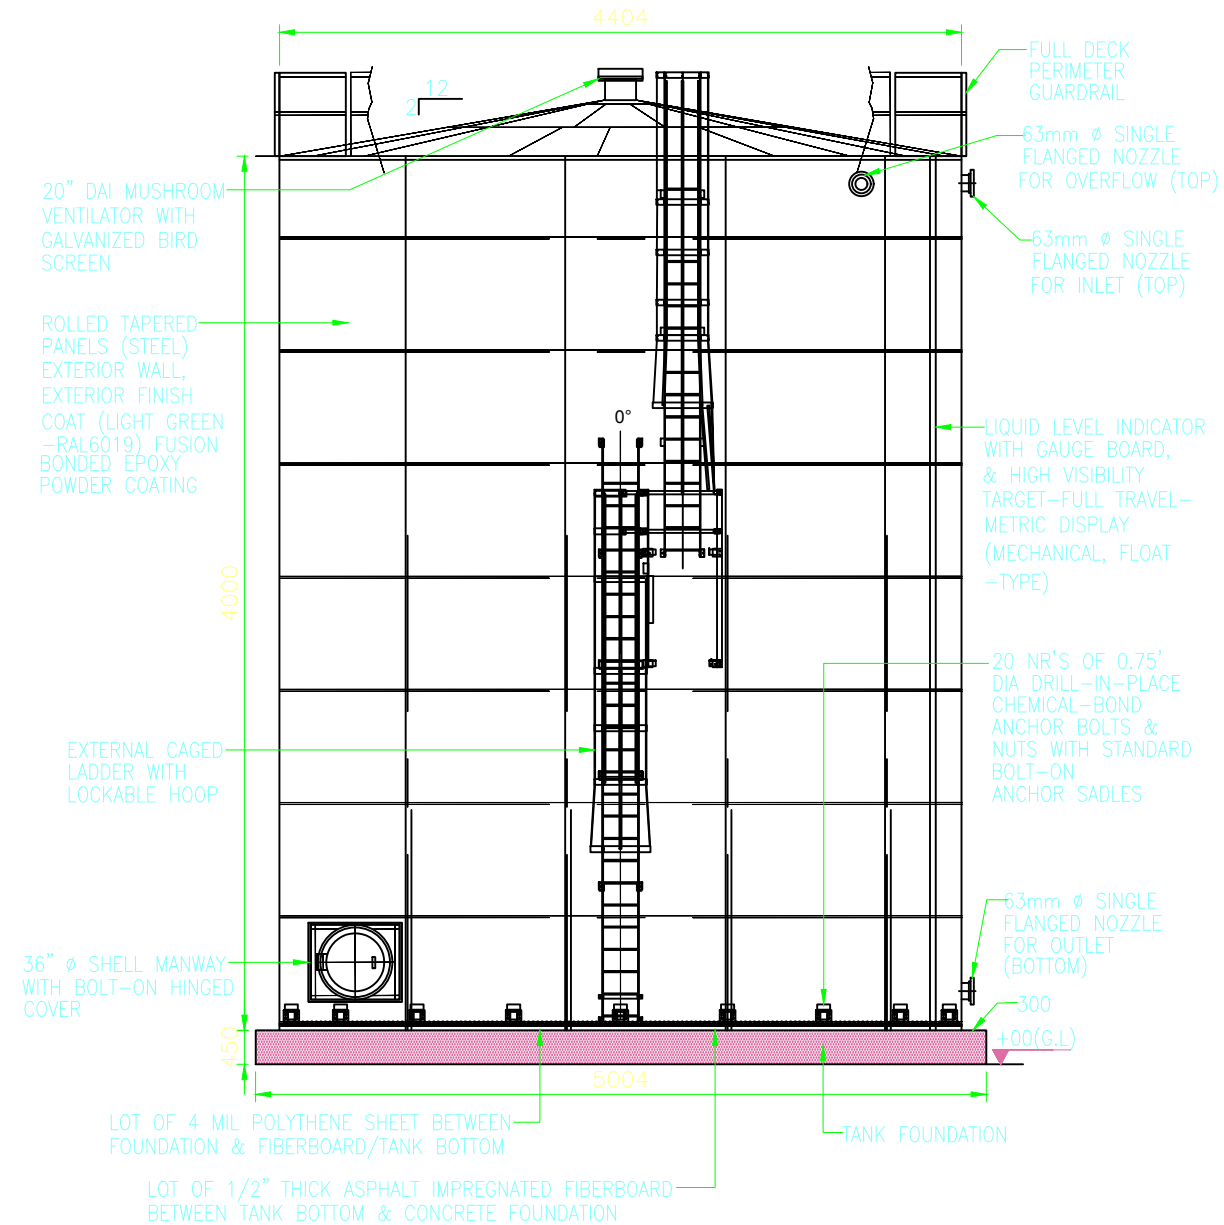 4404
FULL DECK
PERIMETER
GUARDRAIL
12
2
63mm ø SINGLE
FLANGED NOZZLE
FOR OVERFLOW (TOP)
20" DAI MUSHROOM
VENTILATOR WITH
GALVANIZED BIRD
SCREEN
63mm ø SINGLE
FLANGED NOZZLE
FOR INLET (TOP)
ROLLED TAPERED
PANELS (STEEL)
EXTERIOR WALL,
EXTERIOR FINISH
COAT (LIGHT GREEN
-RAL6019) FUSION
BONDED EPOXY
POWDER COATING
0°
LIQUID LEVEL INDICATOR
WITH GAUGE BOARD,
& HIGH VISIBILITY
TARGET-FULL TRAVEL-
METRIC DISPLAY
(MECHANICAL, FLOAT
-TYPE)
4000
20 NR'S OF 0.75'
DIA DRILL-IN-PLACE
CHEMICAL-BOND
ANCHOR BOLTS &
NUTS WITH STANDARD
BOLT-ON
ANCHOR SADLES
EXTERNAL CAGED
LADDER WITH
LOCKABLE HOOP
63mm ø SINGLE
FLANGED NOZZLE
FOR OUTLET
(BOTTOM)
36" ø SHELL MANWAY
WITH BOLT-ON HINGED
COVER
300
+00(G.L)
450
5004
LOT OF 4 MIL POLYTHENE SHEET BETWEEN
FOUNDATION & FIBERBOARD/TANK BOTTOM
TANK FOUNDATION
LOT OF 1/2" THICK ASPHALT IMPREGNATED FIBERBOARD
BETWEEN TANK BOTTOM & CONCRETE FOUNDATION